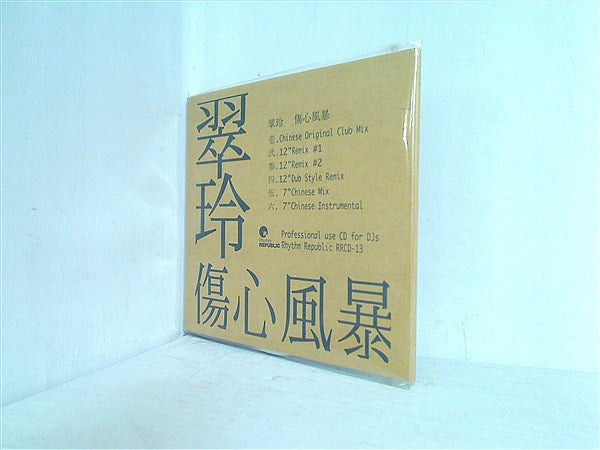 翠玲
傷心風暴
翠玲 傷心風暴
壱.Chinese Original Club Mix
弐.12"Remix #1
参.12"Remix #2
四.12"Dub Style Remix
伍. 7"Chinese Mix
六. 7"Chinese Instrumental
Rhythm
REPUBLIC
Professional use CD for DJs
Rhythm Republic RRCD-13